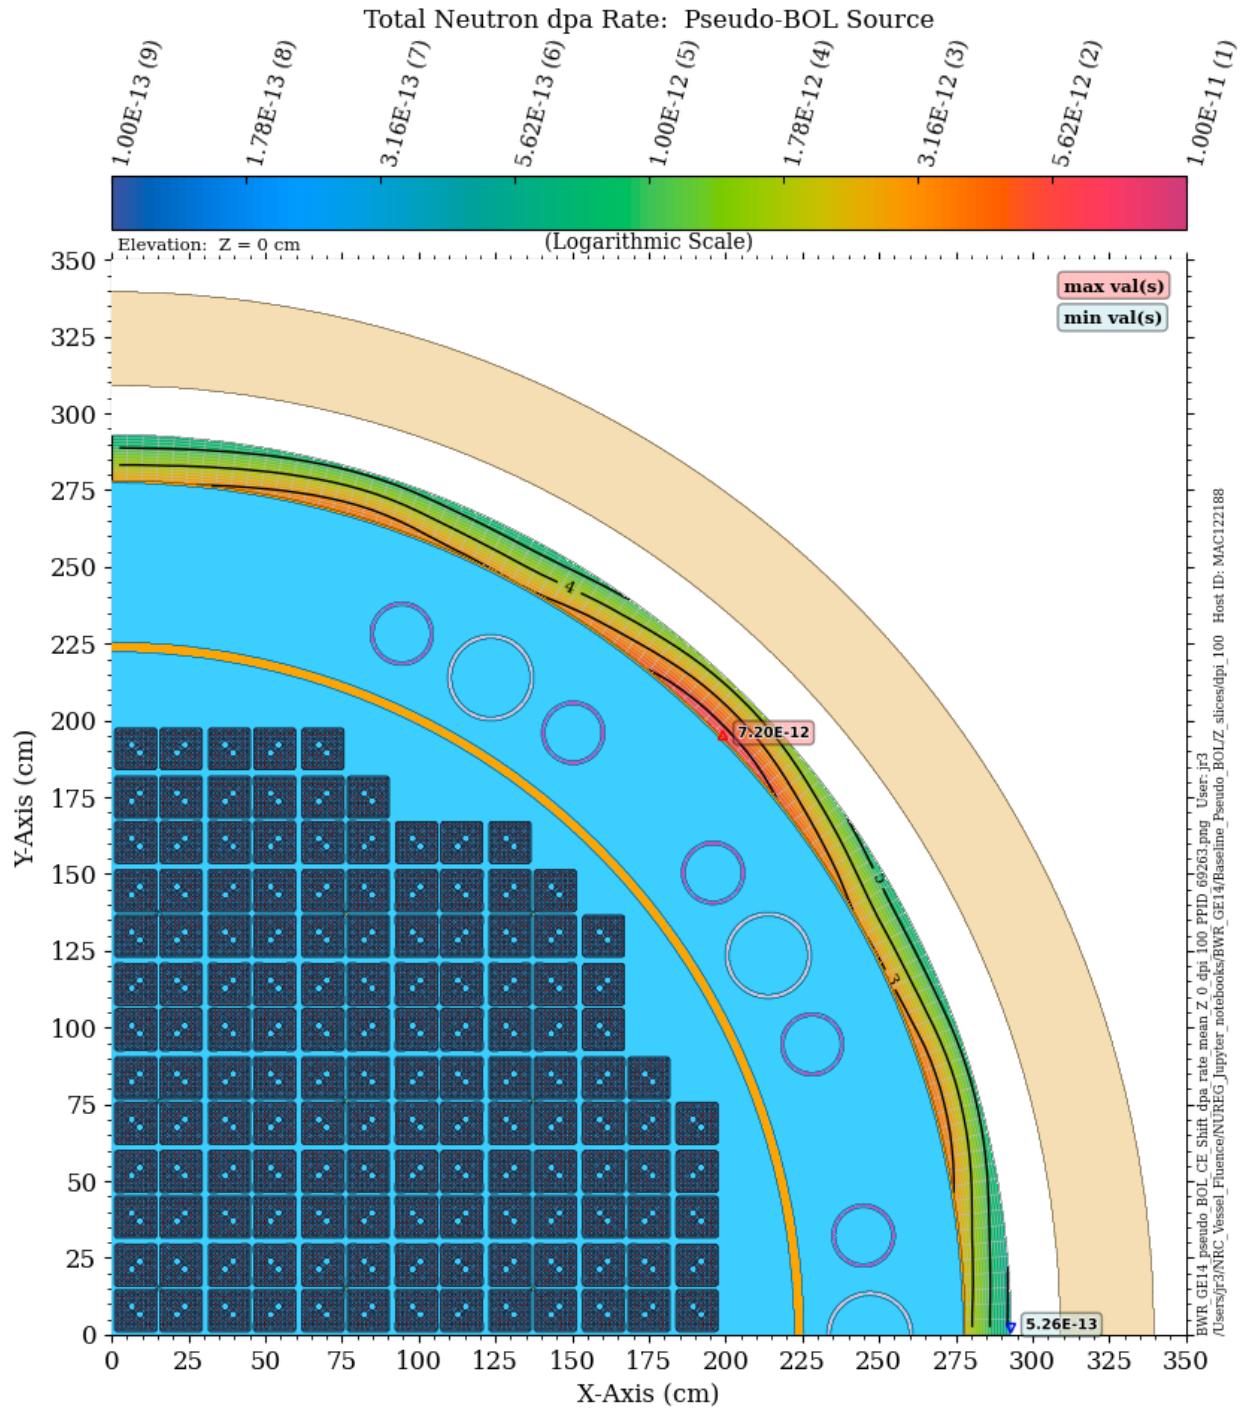 Total Neutron dpa Rate:  Pseudo-BOL Source
1.00E-13 (9)
1.78E-13 (8)
3.16E-13 (7)
5.62E-13 (6)
1.00E-12 (5)
1.78E-12 (4)
3.16E-12 (3)
5.62E-12 (2)
1.00E-11 (1)
Elevation:  Z = 0 cm
(Logarithmic Scale)
max val(s)
min val(s)
350
325
300
275
250
225
200
175
150
125
100
75
50
25
0
Y-Axis (cm)
4
7.20E-12
5
3
5.26E-13
0 25 50 75 100 125 150 175 200 225 250 275 300 325 350
X-Axis (cm)
BWR_GE14_pseudo_BOL_CE_Shift_dpa_rate_mean_Z_0_dpi_100_PPID_69263.png   User: jr3
/Users/jr3/NRC_Vessel_Fluence/NUREG_Jupyter_notebooks/BWR_GE14/Baseline_Pseudo_BOL/Z_slices/dpi_100   Host ID: MAC122188